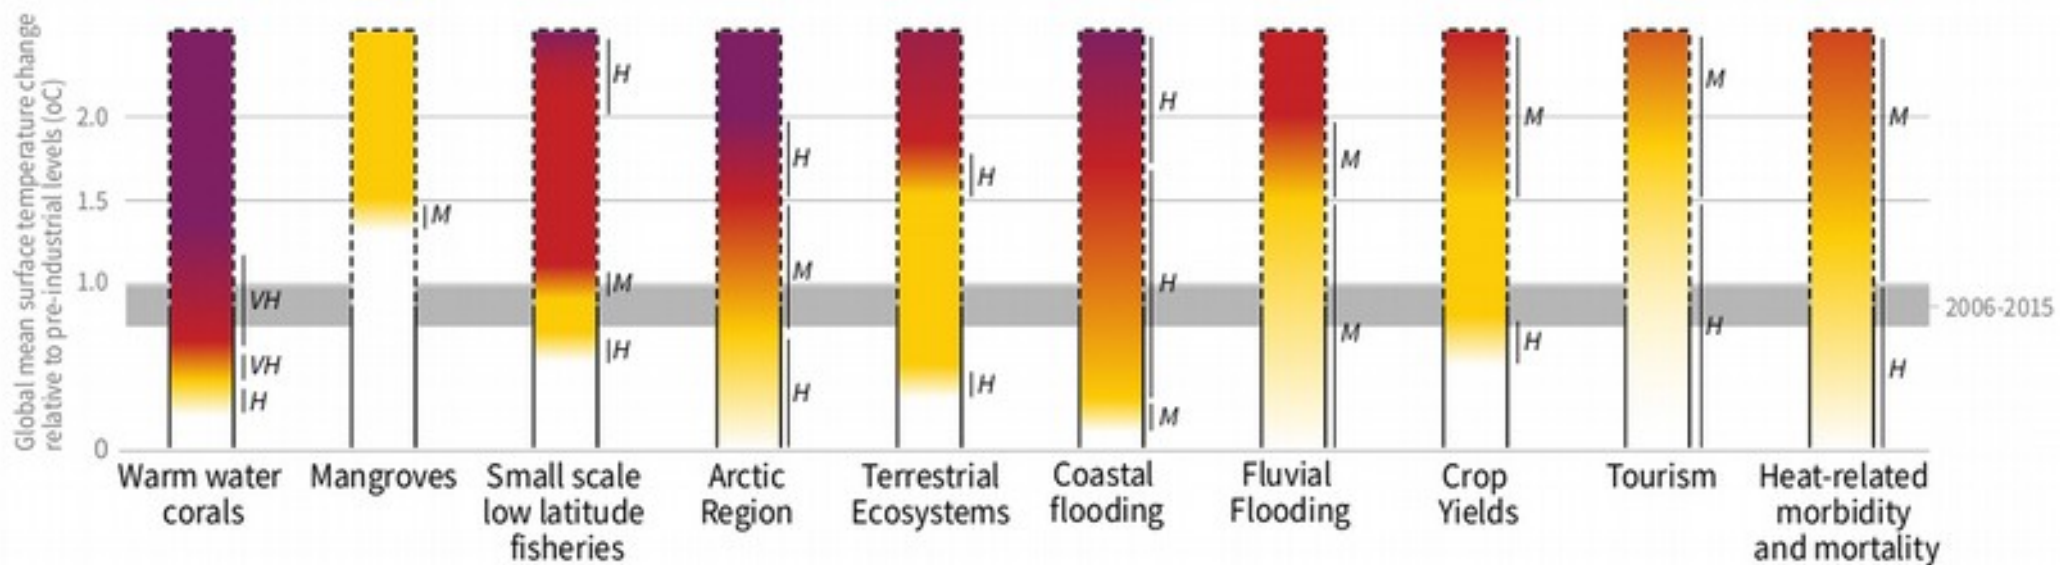 Global mean surface temperature change
relative to pre-industrial levels (oC)
2.0
1.5
1.0
0
2006-2015
VH
VH
H
M
H
M
H
H
M
H
H
H
H
H
M
M
M
M
H
M
H
M
H
Warm water
corals
Mangroves
Small scale
low latitude
fisheries
Arctic
Region
Terrestrial
Ecosystems
Coastal
flooding
Fluvial
Flooding
Crop
Yields
Tourism
Heat-related
morbidity
and mortality